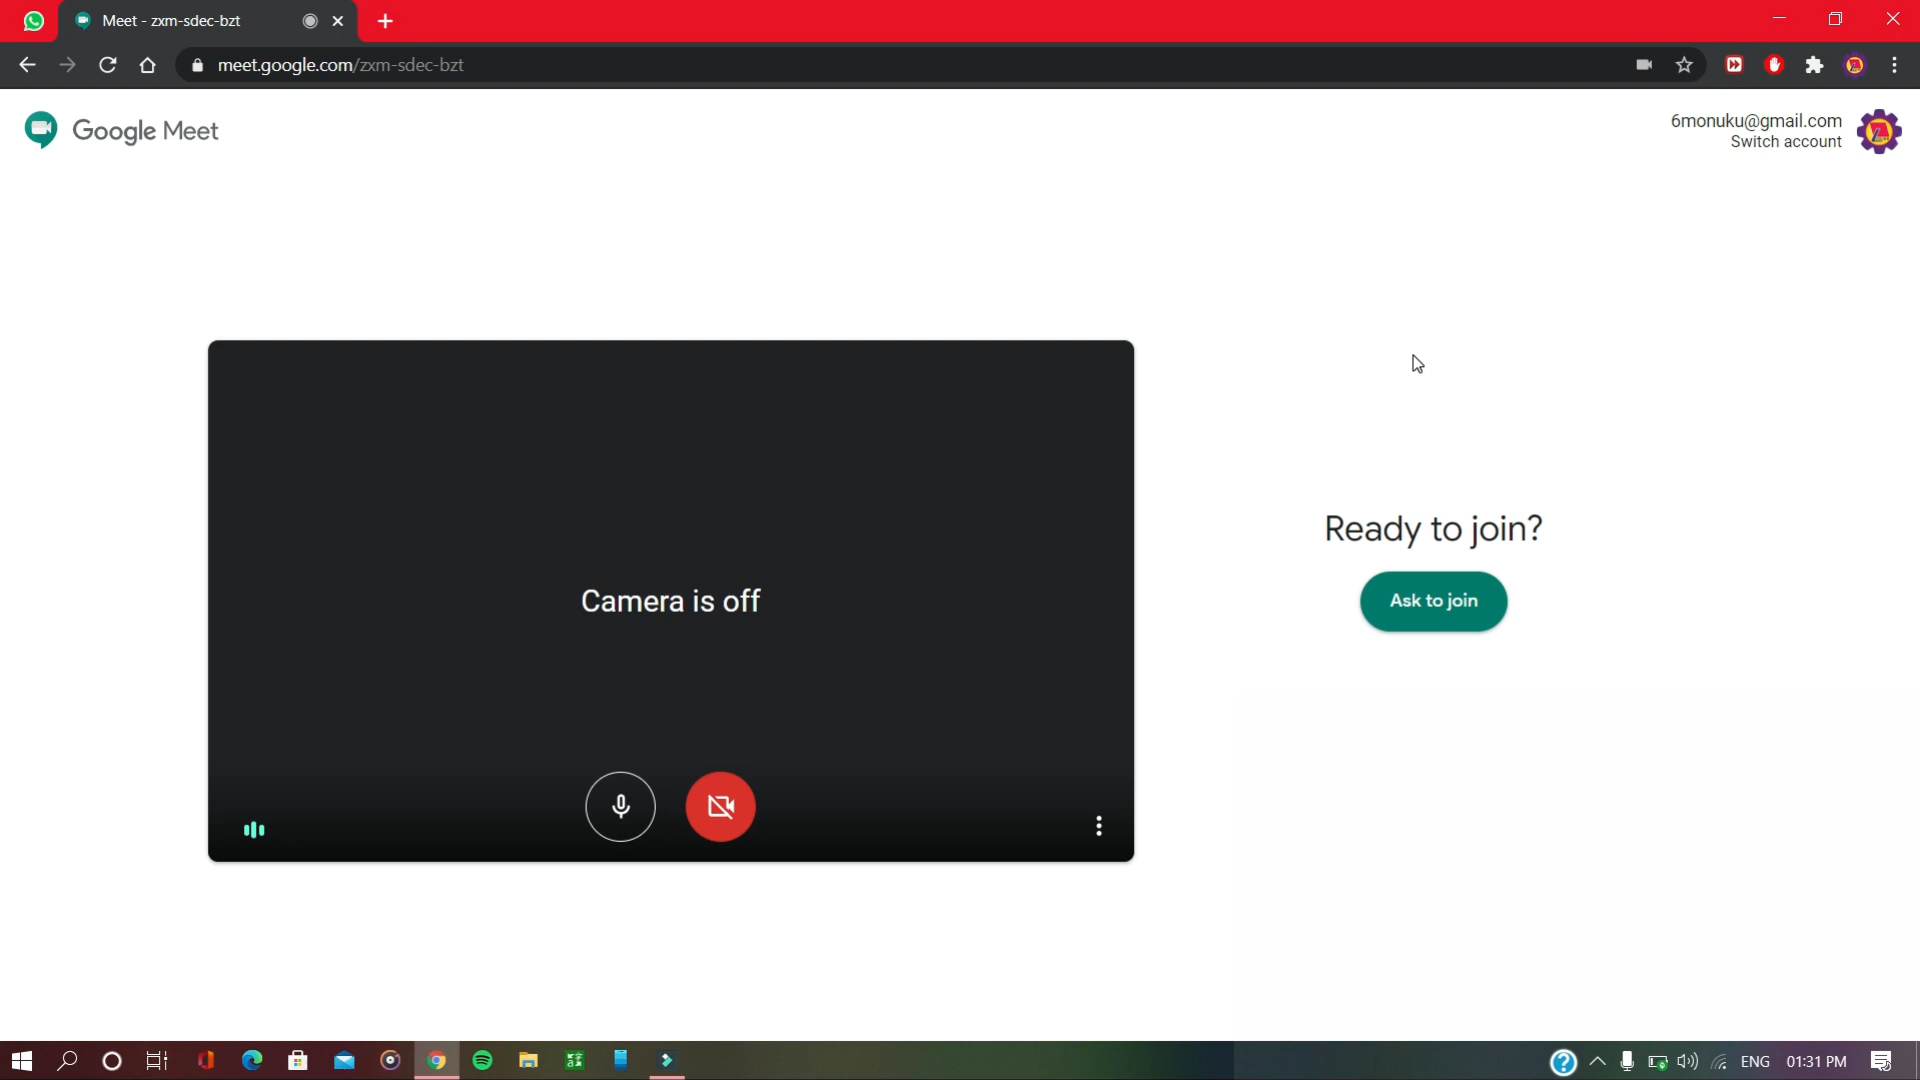 Meet - zxm-sdec-bzt
meet.google.com/zxm-sdec-bzt
Google Meet
6monuku@gmail.com
Switch account
Camera is off
Ready to join?
Ask to join
ENG
01:31 PM